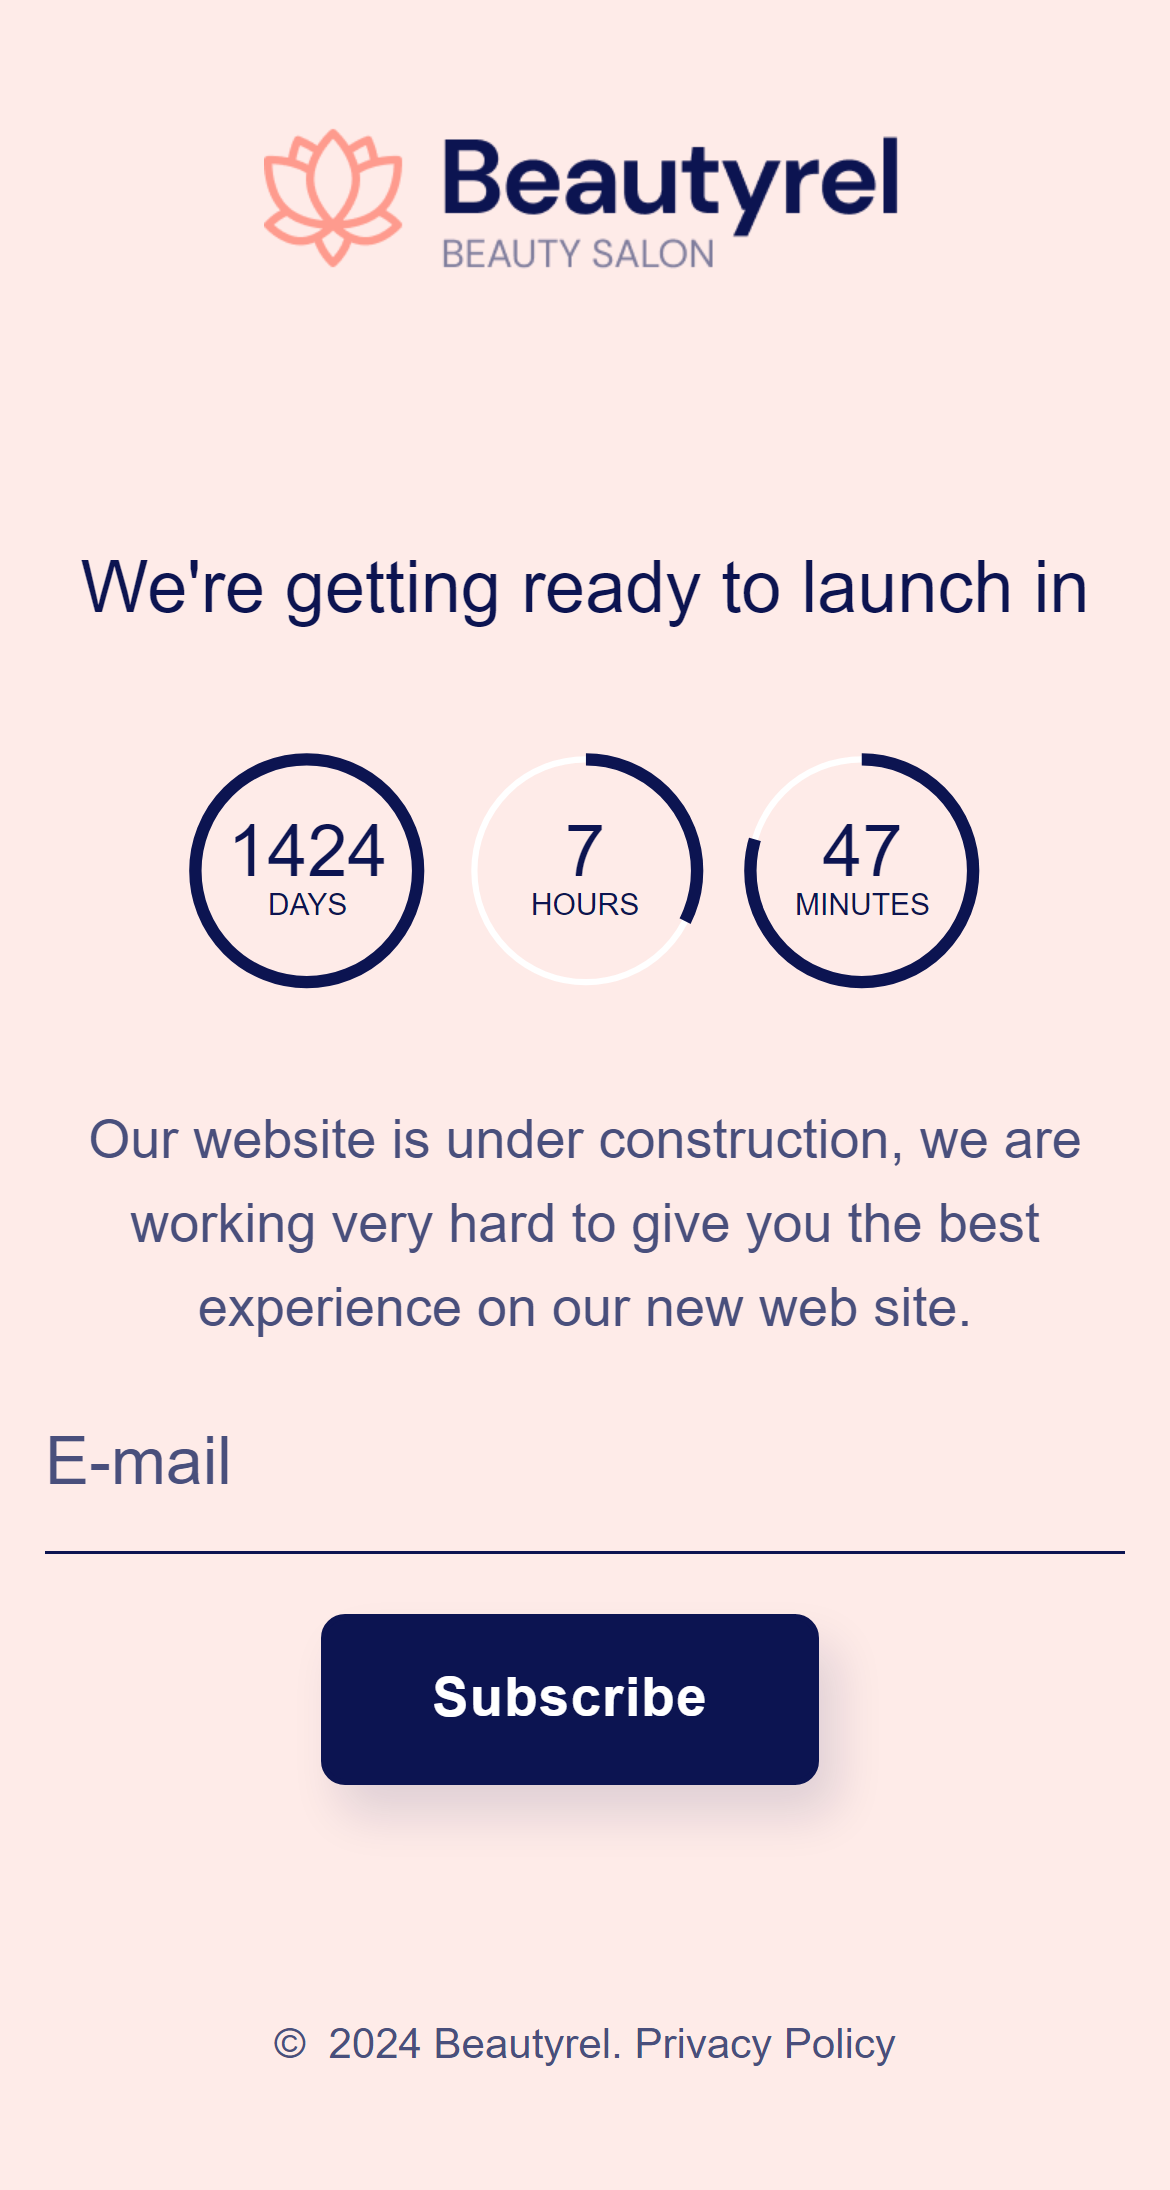 Beautyrel
BEAUTY SALON
We're getting ready to launch in
1424
DAYS
7
HOURS
47
MINUTES
Our website is under construction, we are
working very hard to give you the best
experience on our new web site.
E-mail
Subscribe
© 2024 Beautyrel. Privacy Policy